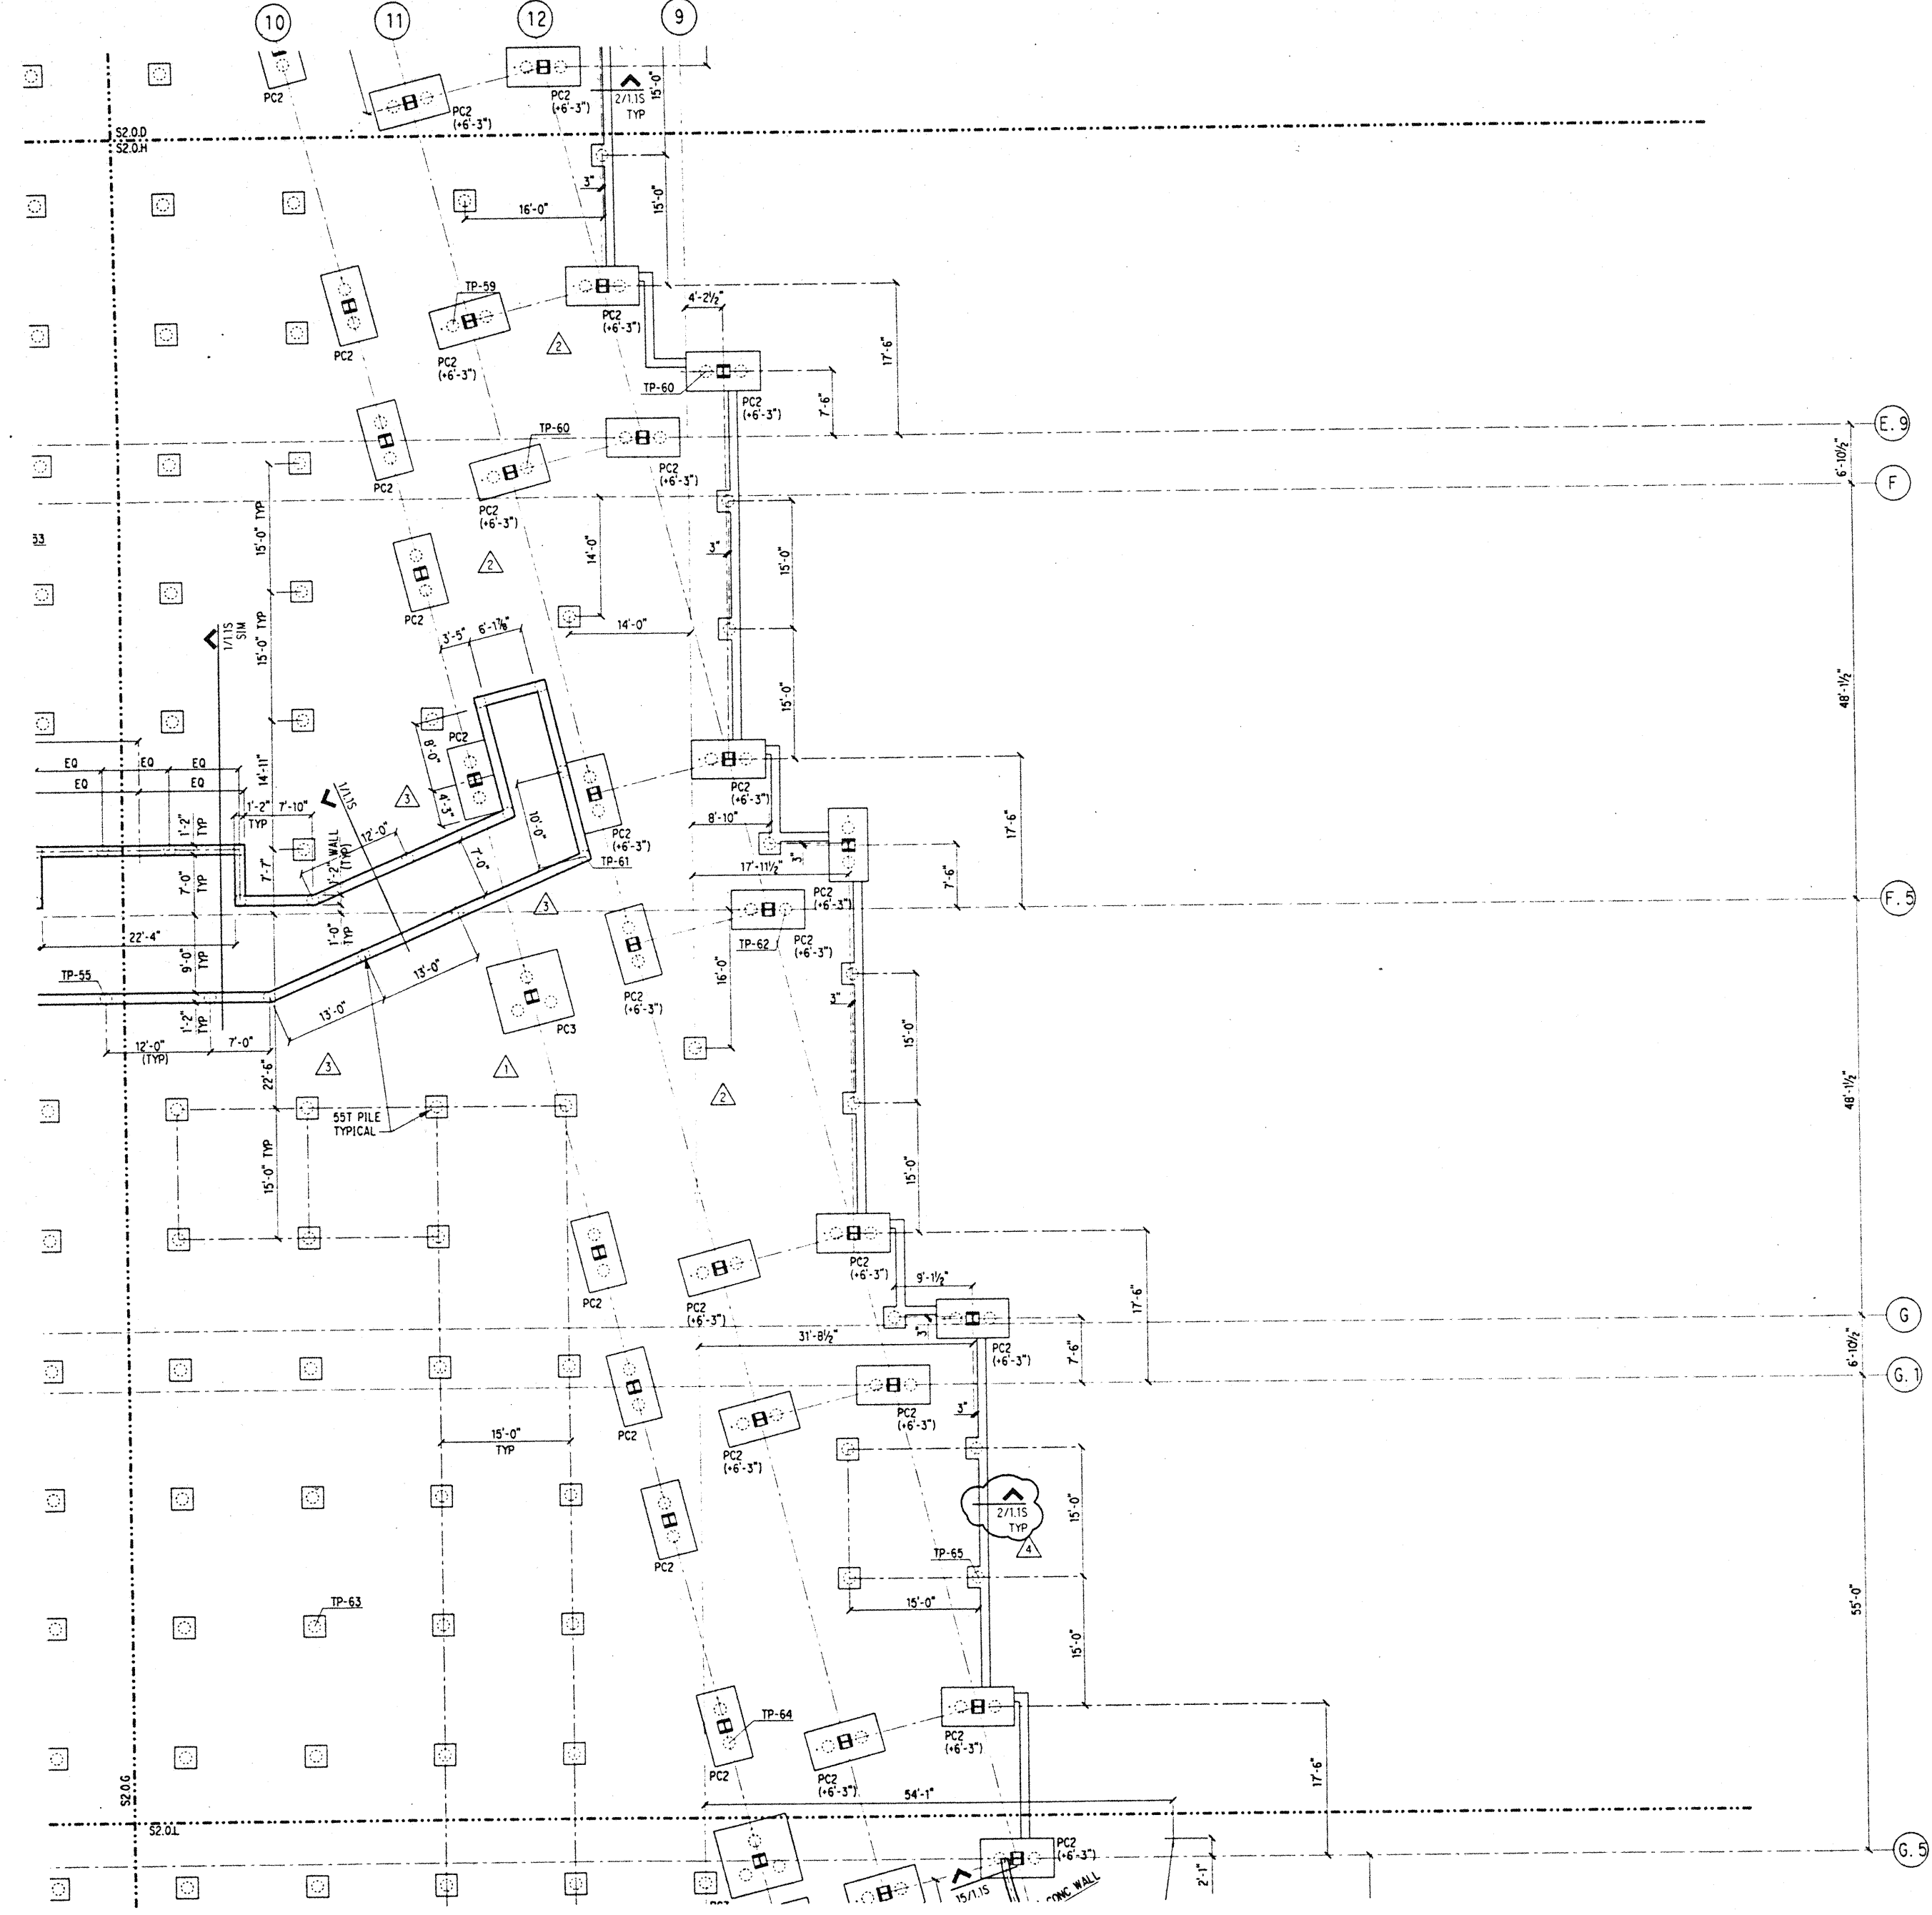 10
11
12
9
PC2
PC2
(+6'-3")
PC2
(+6'-3")
2/1.1S
TYP
15'-0"
S2.0.D
S2.0.H
3"
16'-0"
15'-0"
TP-59
4'-2½"
PC2
PC2
(+6'-3")
2
PC2
(+6'-3")
17'-6"
TP-60
PC2
(+6'-3")
7'-6"
E.9
6'-10½"
F
TP-60
PC2
PC2
(+6'-3")
PC2
(+6'-3")
15'-0" TYP
53
14'-0"
3"
15'-0"
2
PC2
1/1.1S
SIM
15'-0" TYP
3'-5"
6'-1⅞"
14'-0"
15'-0"
48'-1½"
PC2
8'-0"
EQ
EQ
EQ
EQ
EQ
14'-11"
1/1.1S
3
4'-3"
10'-0"
PC2
(+6'-3")
PC2
(+6'-3")
17'-6"
1'-2"
TYP
7'-10"
1'-2"
TYP
12'-0"
1'-2" WALL
(TYP)
8'-10"
3"
17'-11½"
7'-6"
7'-7"
7'-0"
TYP
7'-0"
TP-61
PC2
(+6'-3")
F.5
3
22'-4"
1'-0"
TYP
TP-62
PC2
(+6'-3")
9'-0"
TYP
TP-55
13'-0"
13'-0"
PC2
(+6'-3")
16'-0"
3"
15'-0"
1'-2"
TYP
PC3
12'-0"
(TYP)
7'-0"
22'-6"
3
1
2
55T PILE
TYPICAL
48'-1½"
15'-0" TYP
15'-0"
PC2
PC2
(+6'-3")
PC2
(+6'-3")
9'-1½"
17'-6"
3"
31'-8½"
G
PC2
(+6'-3")
7'-6"
6'-10½"
G.1
PC2
PC2
(+6'-3")
PC2
(+6'-3")
3"
15'-0"
TYP
2/1.1S
TYP
4
15'-0"
PC2
TP-65
15'-0"
TP-63
15'-0"
55'-0"
TP-64
PC2
PC2
(+6'-3")
PC2
(+6'-3")
17'-6"
54'-1"
S2.0.G
S2.0.L
PC2
(+6'-3")
15/1.1S
CONC WALL
2'-1"
G.5